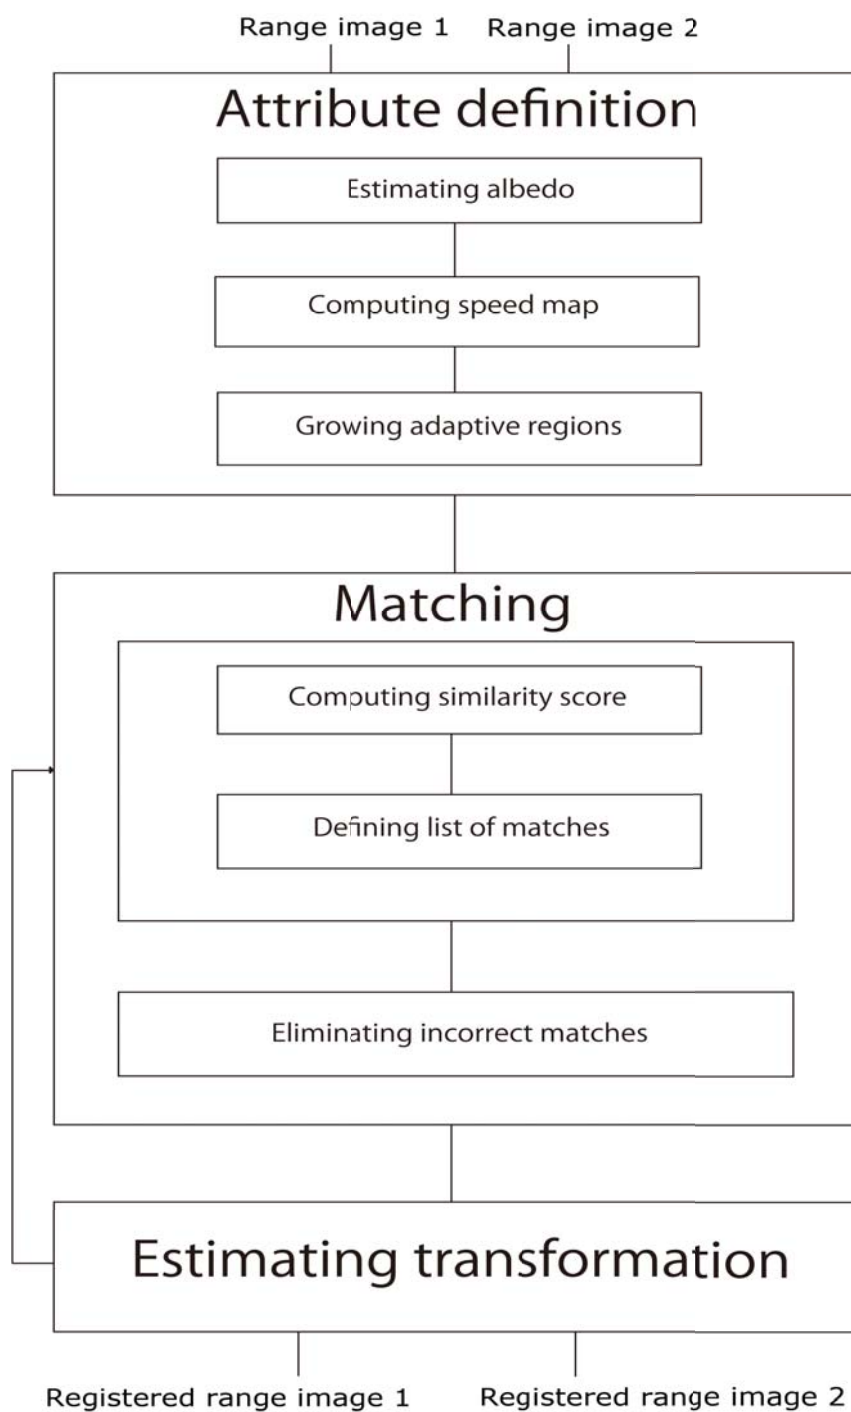 Range image 1 Range image 2
Attribute definition
Estimating albedo
Computing speed map
Growing adaptive regions
Matching
Computing similarity score
Defining list of matches
Eliminating incorrect matches
Estimating transformation
Registered range image 1 Registered range image 2